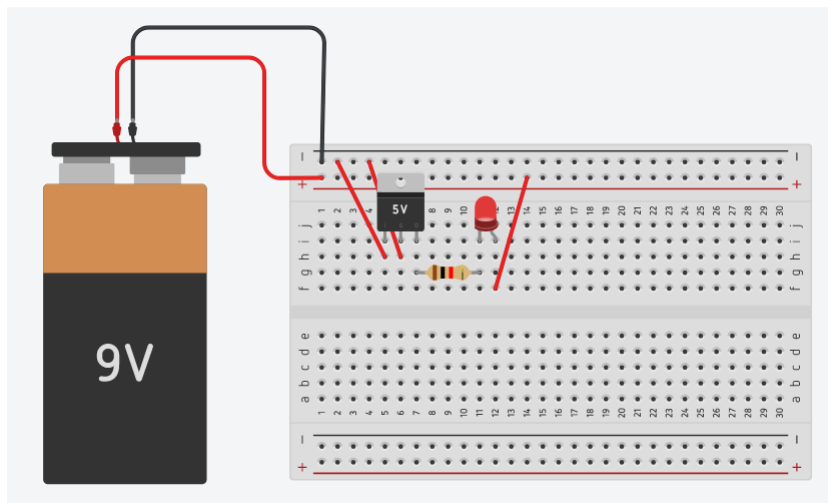 9V
5V
− −
+ +
1 2 3 4 8 9 10 11 12 13 14 15 16 17 18 19 20 21 22 23 24 25 26 27 28 29 30
j j
i i
h h
g g
f f
e e
d d
c c
b b
a a
1 2 3 4 5 6 7 8 9 10 11 12 13 14 15 16 17 18 19 20 21 22 23 24 25 26 27 28 29 30
− −
+ +